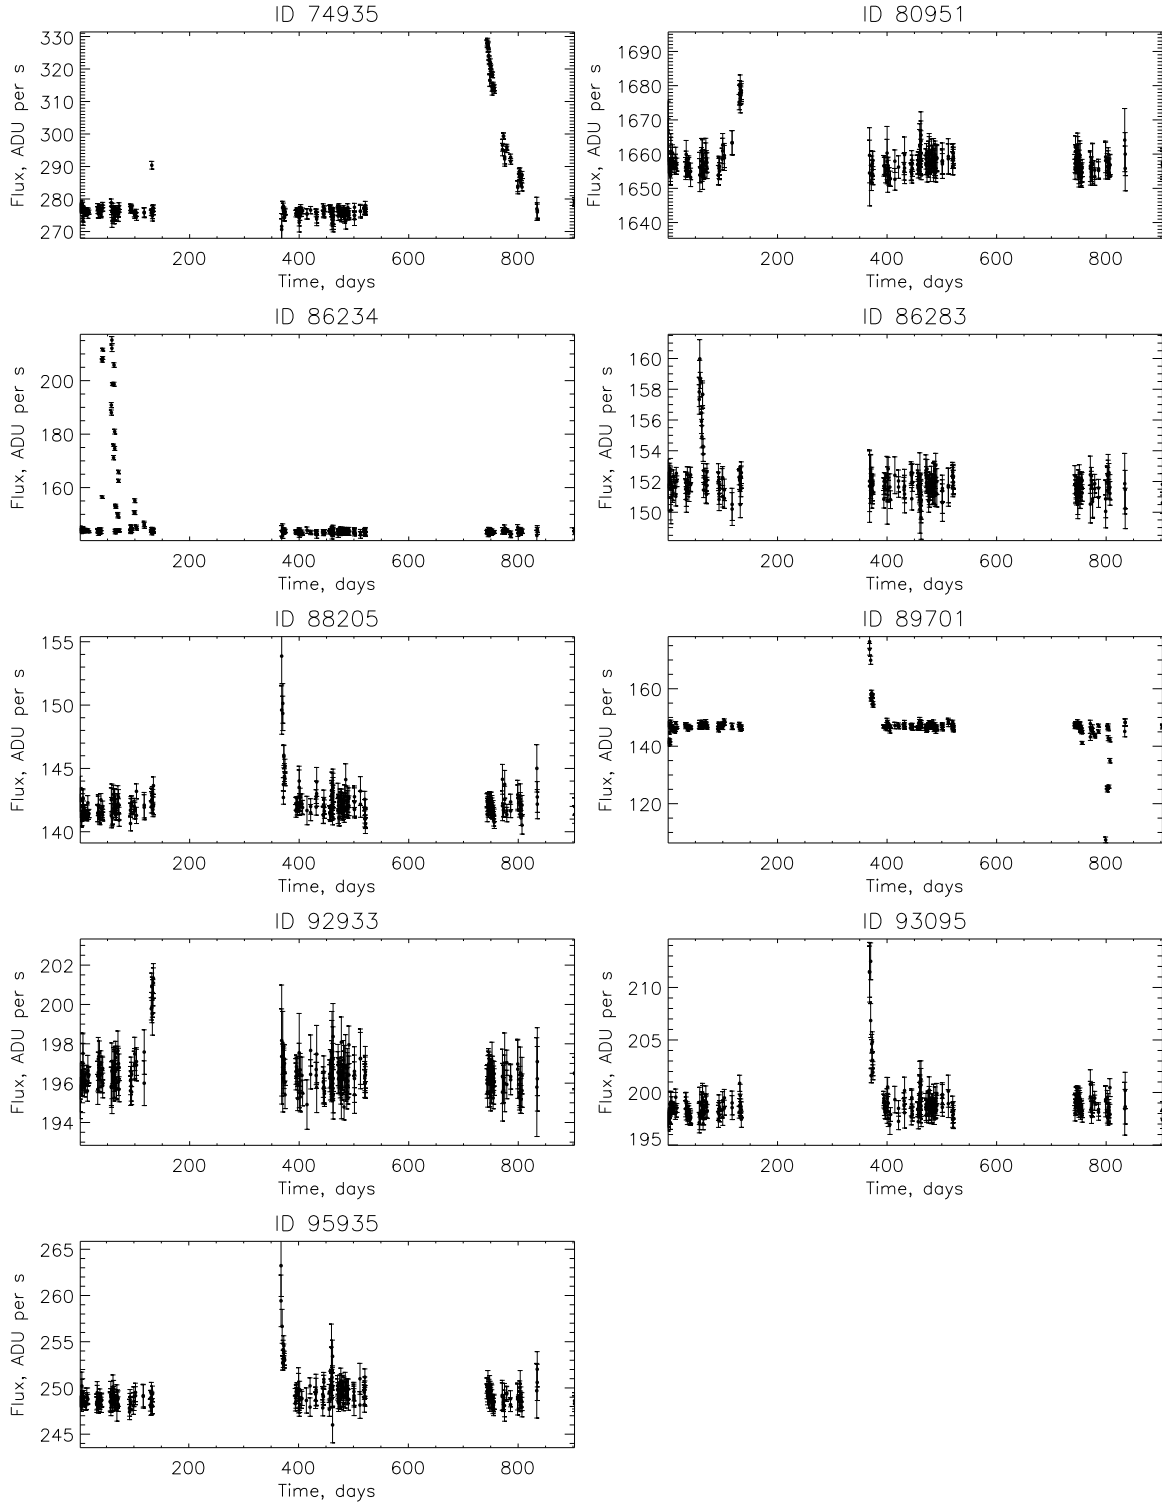 ID 74935
ID 80951
330
320
310
300
290
280
270
Flux, ADU per s
200
400
600
800
Time, days
1690
1680
1670
1660
1650
1640
Flux, ADU per s
200
400
600
800
Time, days
ID 86234
ID 86283
200
180
160
Flux, ADU per s
200
400
600
800
Time, days
160
158
156
154
152
150
Flux, ADU per s
200
400
600
800
Time, days
ID 88205
ID 89701
155
150
145
140
Flux, ADU per s
200
400
600
800
Time, days
160
140
120
Flux, ADU per s
200
400
600
800
Time, days
ID 92933
ID 93095
202
200
198
196
194
Flux, ADU per s
200
400
600
800
Time, days
210
205
200
195
Flux, ADU per s
200
400
600
800
Time, days
ID 95935
265
260
255
250
245
Flux, ADU per s
200
400
600
800
Time, days